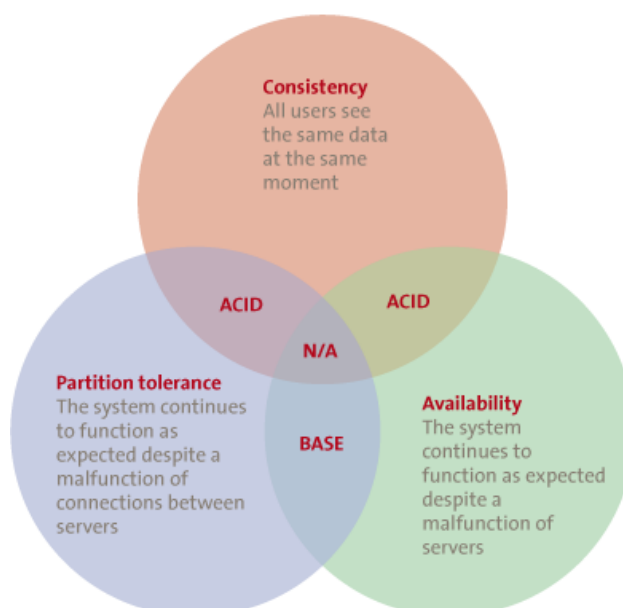 Consistency
All users see
the same data
at the same
moment
ACID
ACID
N/A
Partition tolerance
The system continues
to function as
expected despite a
malfunction of
connections between
servers
BASE
Availability
The system
continues to
function as expected
despite a
malfunction of
servers